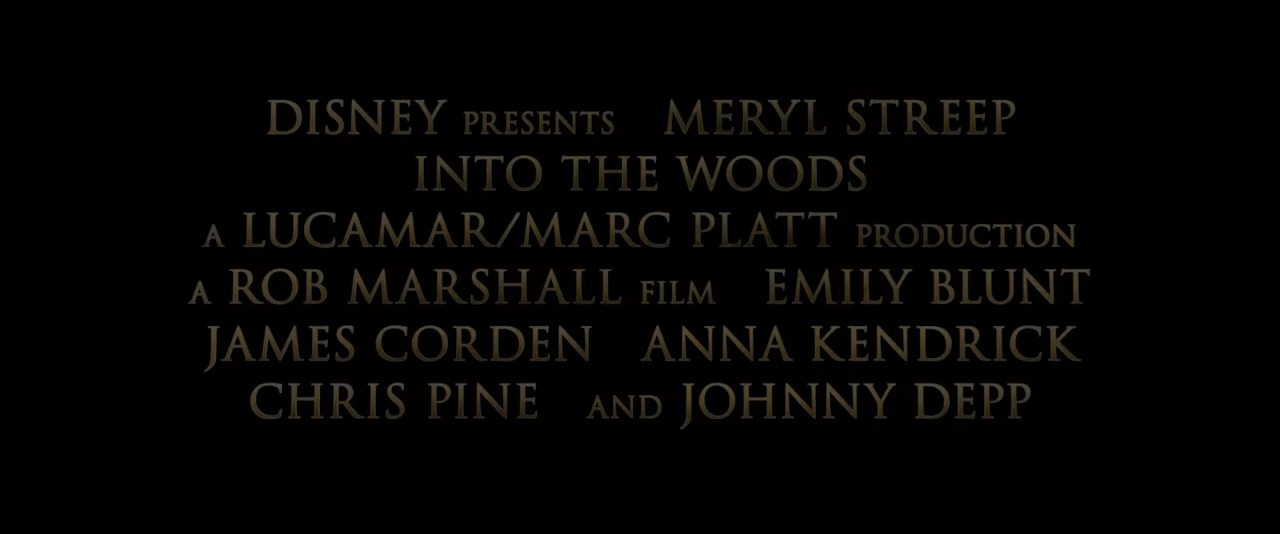 DISNEY PRESENTS MERYL STREEP
INTO THE WOODS
A LUCAMAR/MARC PLATT PRODUCTION
A ROB MARSHALL FILM EMILY BLUNT
JAMES CORDEN ANNA KENDRICK
CHRIS PINE AND JOHNNY DEPP